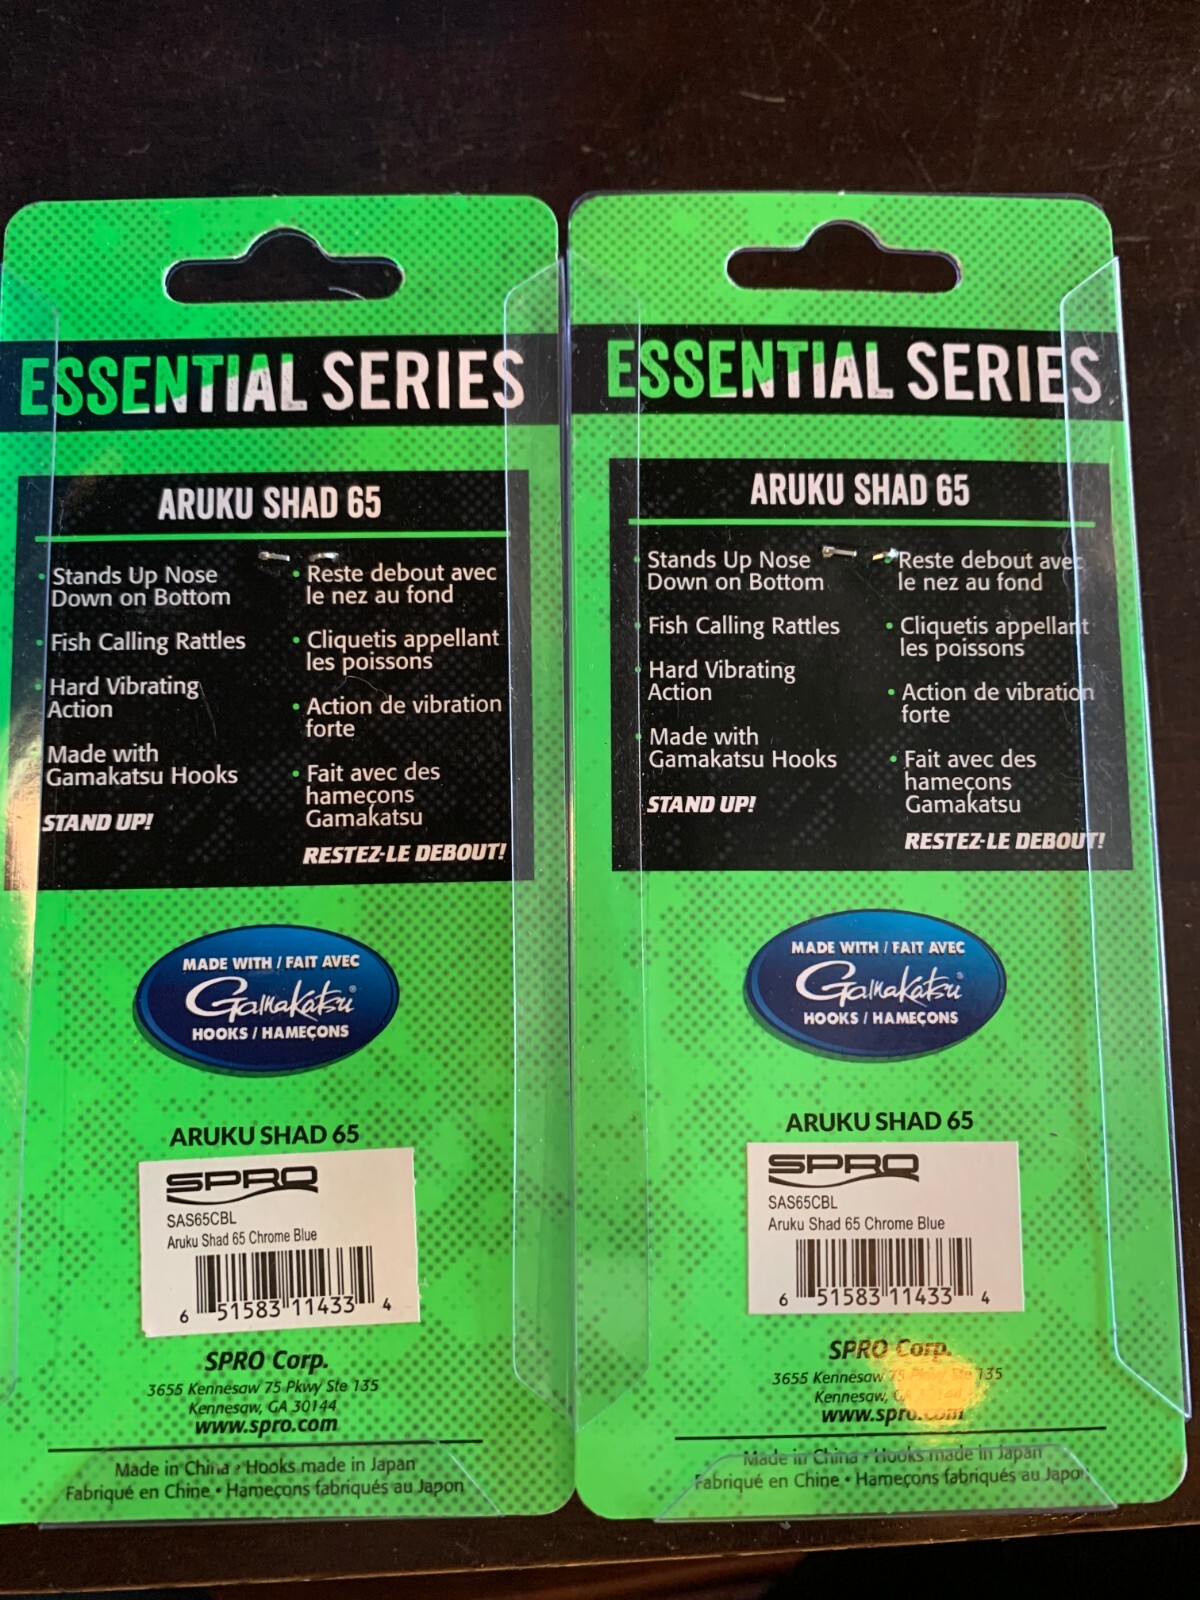 ESSENTIAL SERIES
ARUKU SHAD 65
• Stands Up Nose
Down on Bottom
• Fish Calling Rattles
• Hard Vibrating
Action
Made with
Gamakatsu Hooks
STAND UP!
• Reste debout avec
le nez au fond
• Cliquetis appellant
les poissons
• Action de vibration
forte
• Fait avec des
hameçons
Gamakatsu
RESTEZ-LE DEBOUT!
MADE WITH / FAIT AVEC
Gamakatsu®
HOOKS / HAMEÇONS
ARUKU SHAD 65
SPRO
SAS65CBL
Aruku Shad 65 Chrome Blue
6 51583 11433 4
SPRO Corp.
3655 Kennesaw 75 Pkwy Ste 135
Kennesaw, GA 30144
www.spro.com
Made in China • Hooks made in Japan
Fabriqué en Chine • Hameçons fabriqués au Japon
ESSENTIAL SERIES
ARUKU SHAD 65
• Stands Up Nose
Down on Bottom
• Fish Calling Rattles
• Hard Vibrating
Action
• Made with
Gamakatsu Hooks
STAND UP!
• Reste debout avec
le nez au fond
• Cliquetis appellant
les poissons
• Action de vibration
forte
• Fait avec des
hameçons
Gamakatsu
RESTEZ-LE DEBOUT!
MADE WITH / FAIT AVEC
Gamakatsu®
HOOKS / HAMEÇONS
ARUKU SHAD 65
SPRO
SAS65CBL
Aruku Shad 65 Chrome Blue
6 51583 11433 4
SPRO Corp.
3655 Kennesaw 75 Pkwy Ste 135
Kennesaw,
www.spro.com
Made in China • Hooks made in Japan
Fabriqué en Chine • Hameçons fabriqués au Japon